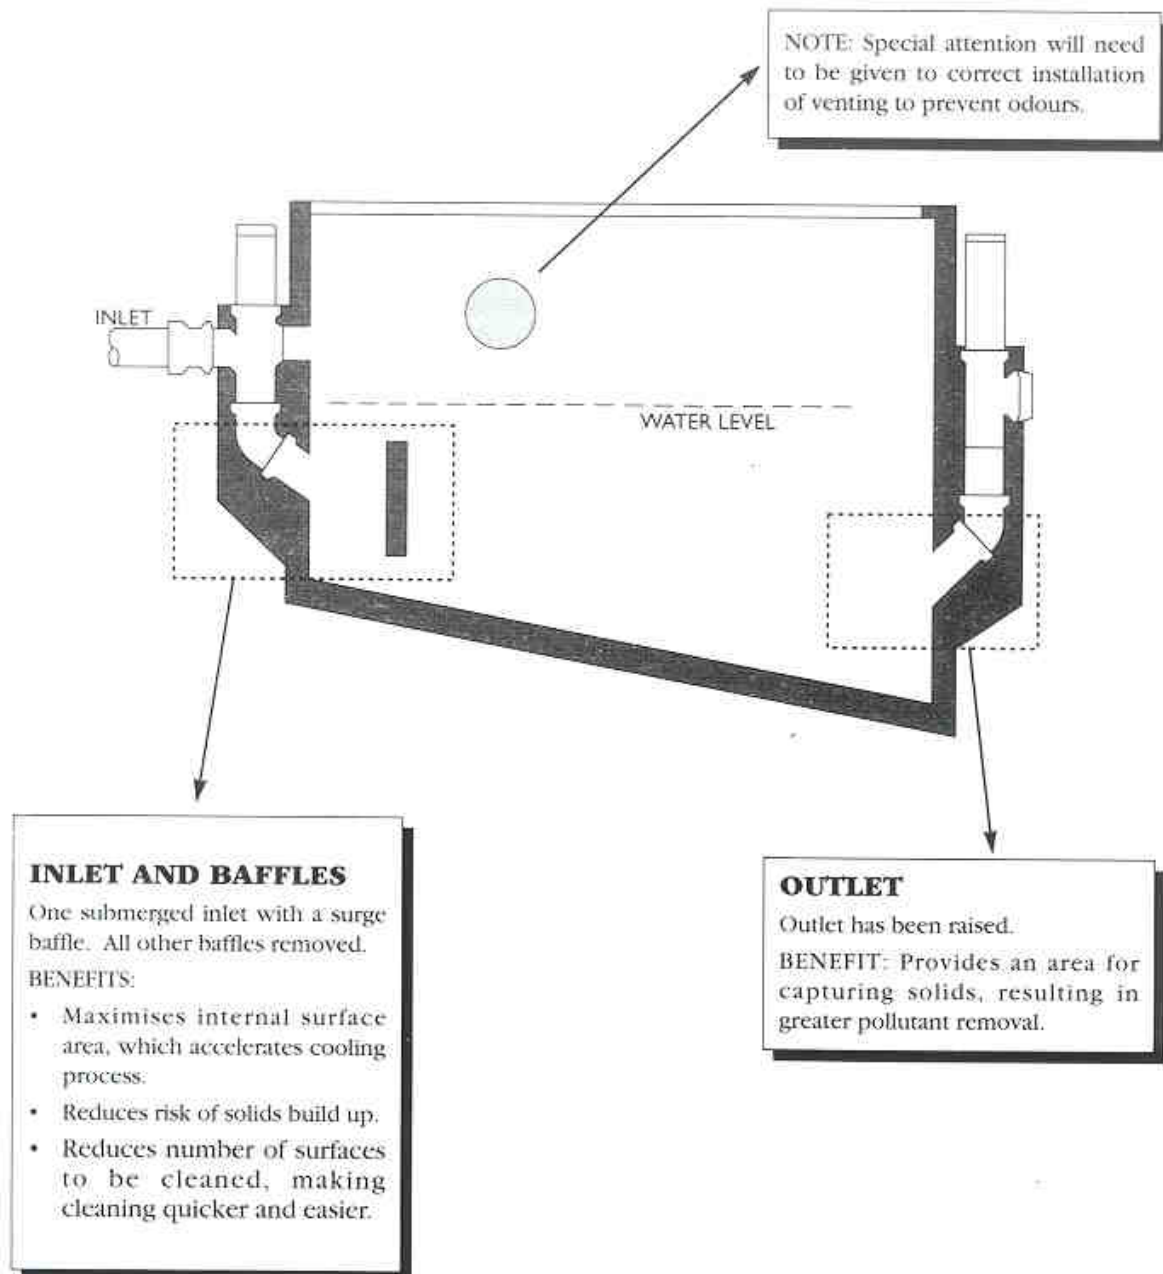 NOTE: Special attention will need
to be given to correct installation
of venting to prevent odours.
INLET
WATER LEVEL
INLET AND BAFFLES
One submerged inlet with a surge
baffle. All other baffles removed.
BENEFITS:
• Maximises internal surface
area, which accelerates cooling
process.
• Reduces risk of solids build up.
• Reduces number of surfaces
to be cleaned, making
cleaning quicker and easier.
OUTLET
Outlet has been raised.
BENEFIT: Provides an area for
capturing solids, resulting in
greater pollutant removal.